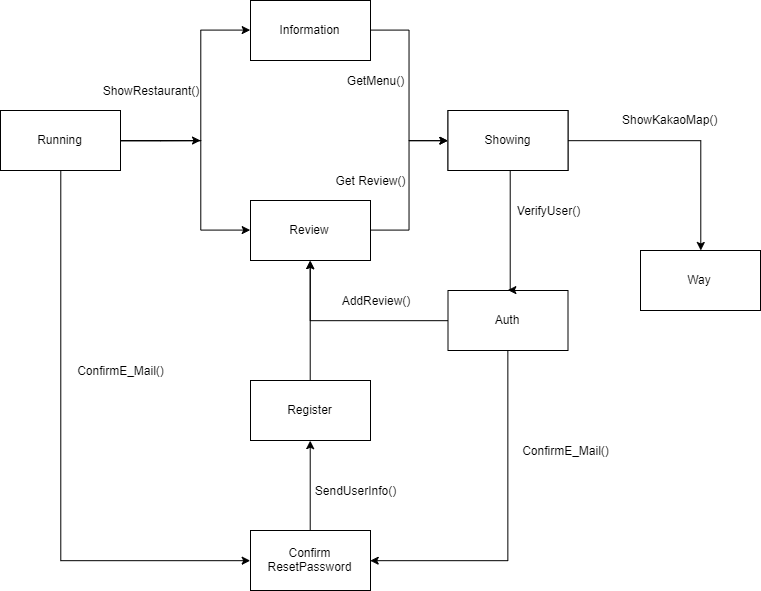 Information
GetMenu()
ShowRestaurant()
Running
Showing
ShowKakaoMap()
Get Review()
VerifyUser()
Review
Way
AddReview()
Auth
ConfirmE_Mail()
Register
ConfirmE_Mail()
SendUserInfo()
Confirm
ResetPassword